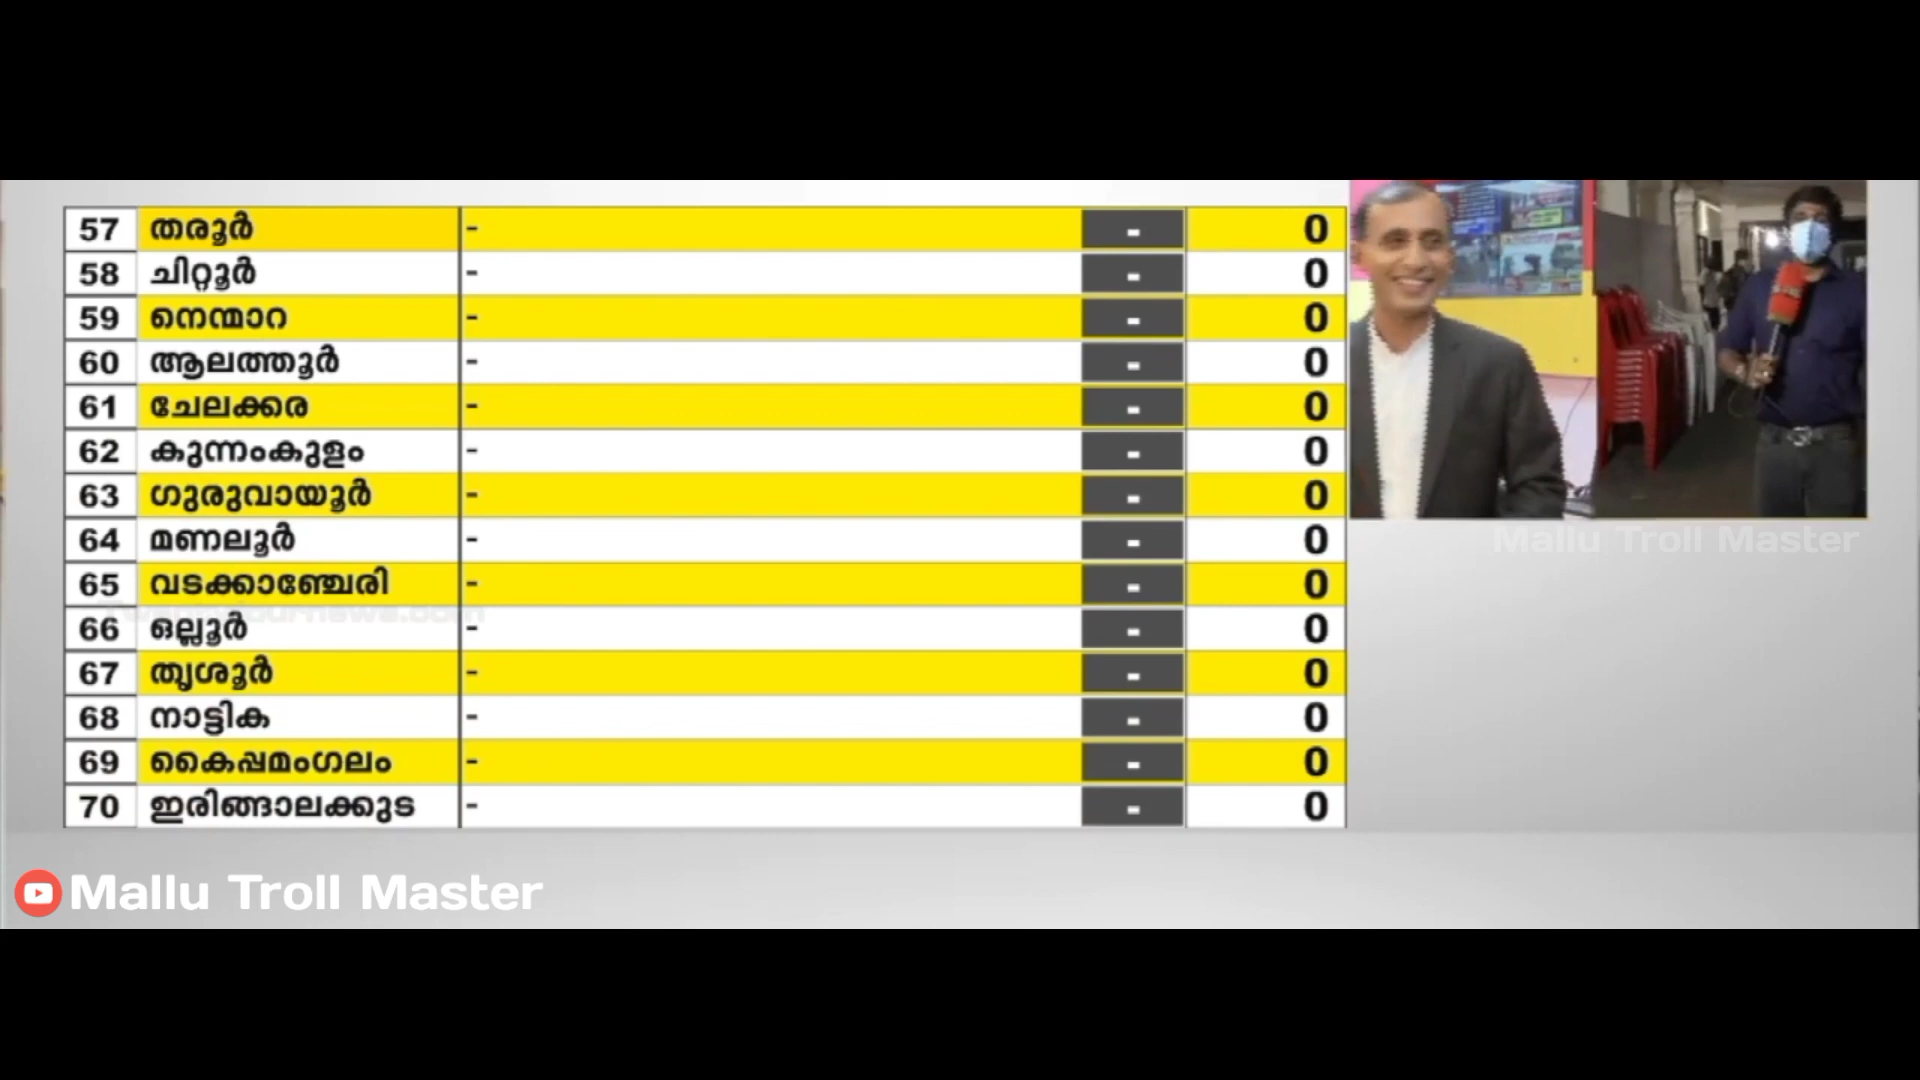 57 തരൂർ - - 0
58 ചിറ്റൂർ - - 0
59 നെന്മാറ - - 0
60 ആലത്തൂർ - - 0
61 ചേലക്കര - - 0
62 കുന്നംകുളം - - 0
63 ഗുരുവായൂർ - - 0
64 മണലൂർ - - 0
Mallu Troll Master
65 വടക്കാഞ്ചേരി - - 0
66 ഒല്ലൂർ - - 0
67 തൃശൂർ - - 0
68 നാട്ടിക - - 0
69 കൈപ്പമംഗലം - - 0
70 ഇരിങ്ങാലക്കുട - - 0
Mallu Troll Master